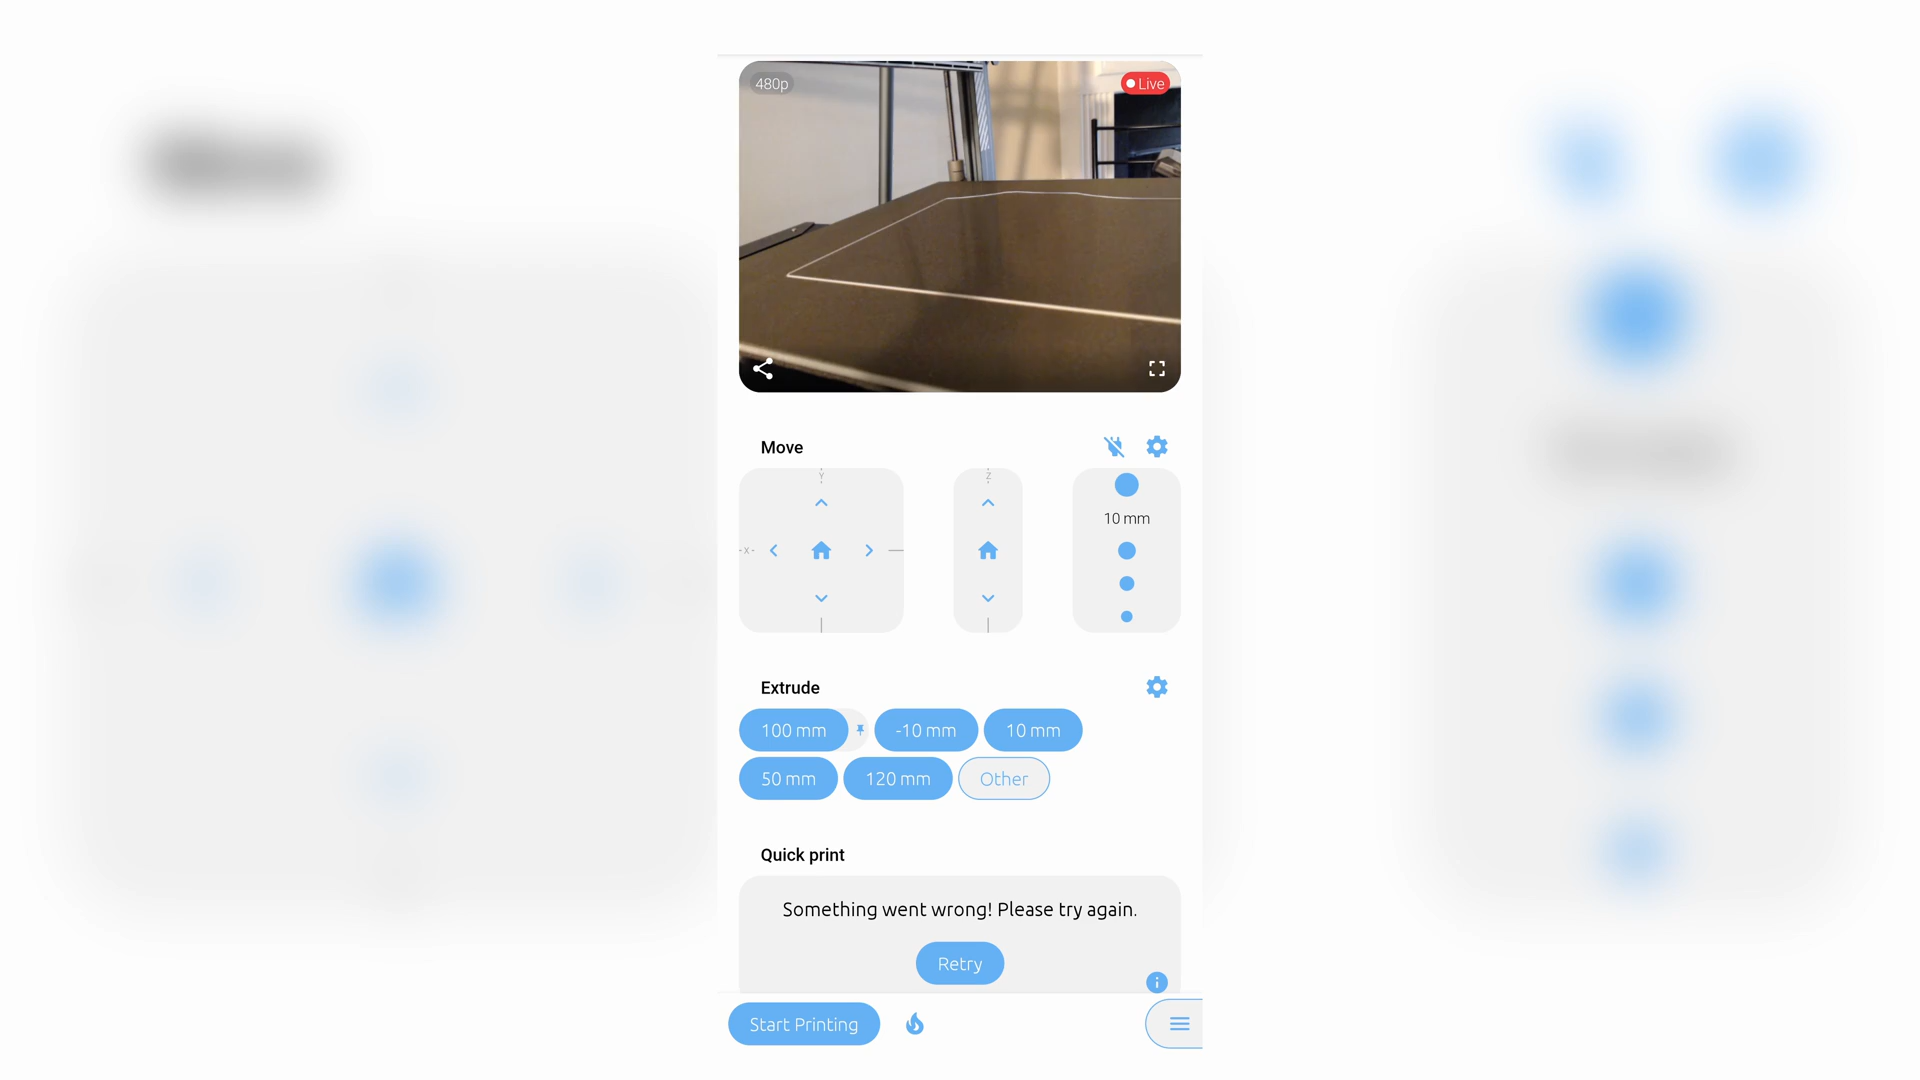 480p
Live
Move
Y
Z
10 mm
X
Extrude
100 mm
-10 mm
10 mm
50 mm
120 mm
Other
Quick print
Something went wrong! Please try again.
Retry
Start Printing